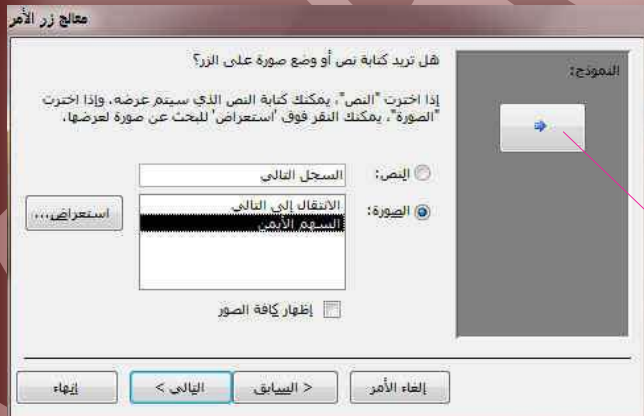 معالج زر الأمر
هل تريد كتابة نص أو وضع صورة على الزر؟
إذا اخترت "النص"، يمكنك كتابة النص الذي سيتم عرضه. وإذا اخترت
"الصورة"، يمكنك النقر فوق 'استعراض' للبحث عن صورة لعرضها.
النموذج:
النص:
السجل التالي
الصورة:
الانتقال إلى التالي
السهم الأيمن
استعراض...
إظهار كافة الصور
إلغاء الأمر
< السابق
التالي >
إنهاء